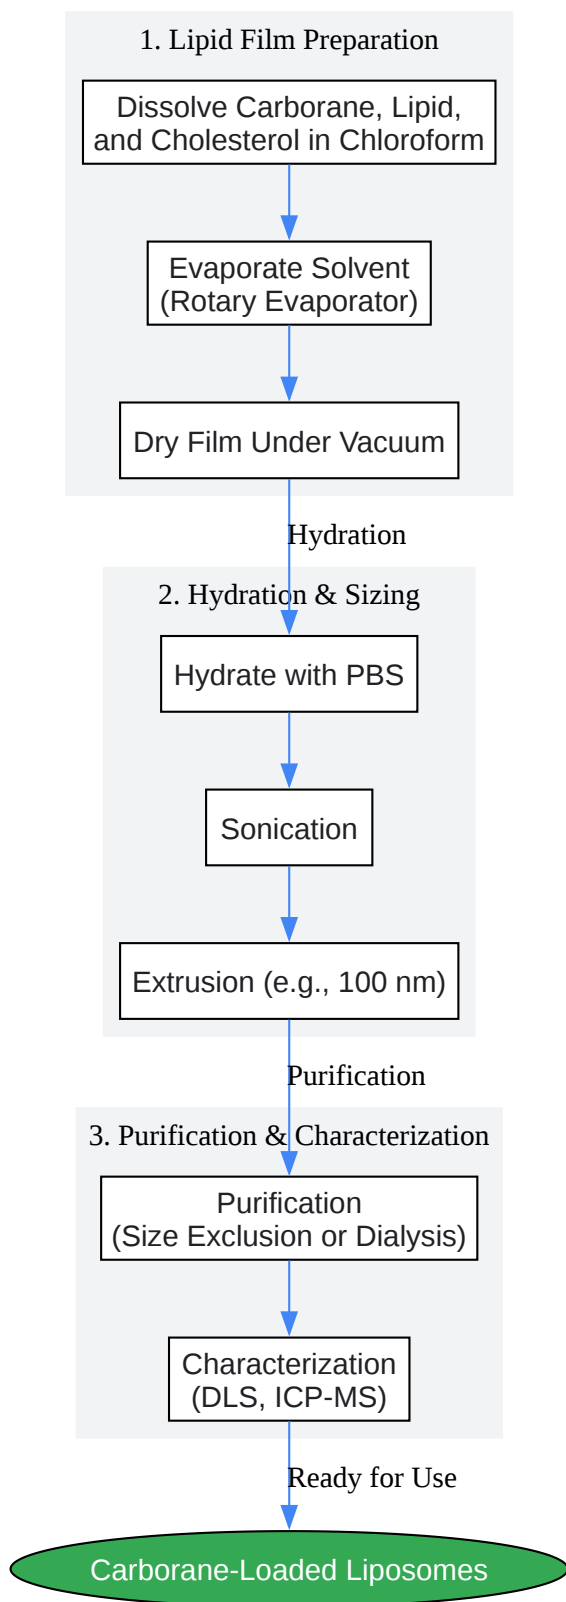 1. Lipid Film Preparation
Dissolve Carborane, Lipid,
and Cholesterol in Chloroform
Evaporate Solvent
(Rotary Evaporator)
Dry Film Under Vacuum
Hydration
2. Hydration & Sizing
Hydrate with PBS
Sonication
Extrusion (e.g., 100 nm)
Purification
3. Purification & Characterization
Purification
(Size Exclusion or Dialysis)
Characterization
(DLS, ICP-MS)
Ready for Use
Carborane-Loaded Liposomes